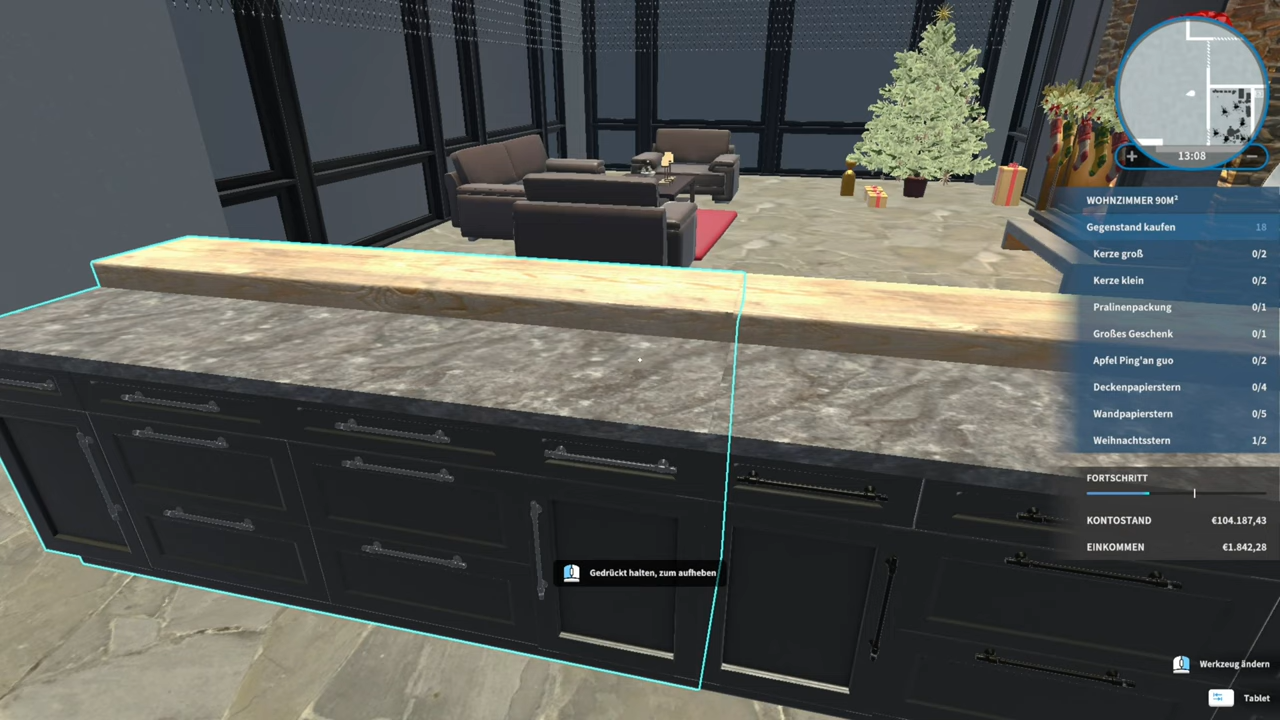 13:08
WOHNZIMMER 90M²
Gegenstand kaufen 18
Kerze groß 0/2
Kerze klein 0/2
Pralinenpackung 0/1
Großes Geschenk 0/1
Apfel Ping'an guo 0/2
Deckenpapierstern 0/4
Wandpapierstern 0/5
Weihnachtsstern 1/2
FORTSCHRITT
KONTOSTAND €104.187,43
EINKOMMEN €1.842,28
Gedrückt halten, zum aufheben
Werkzeug ändern
Tablet